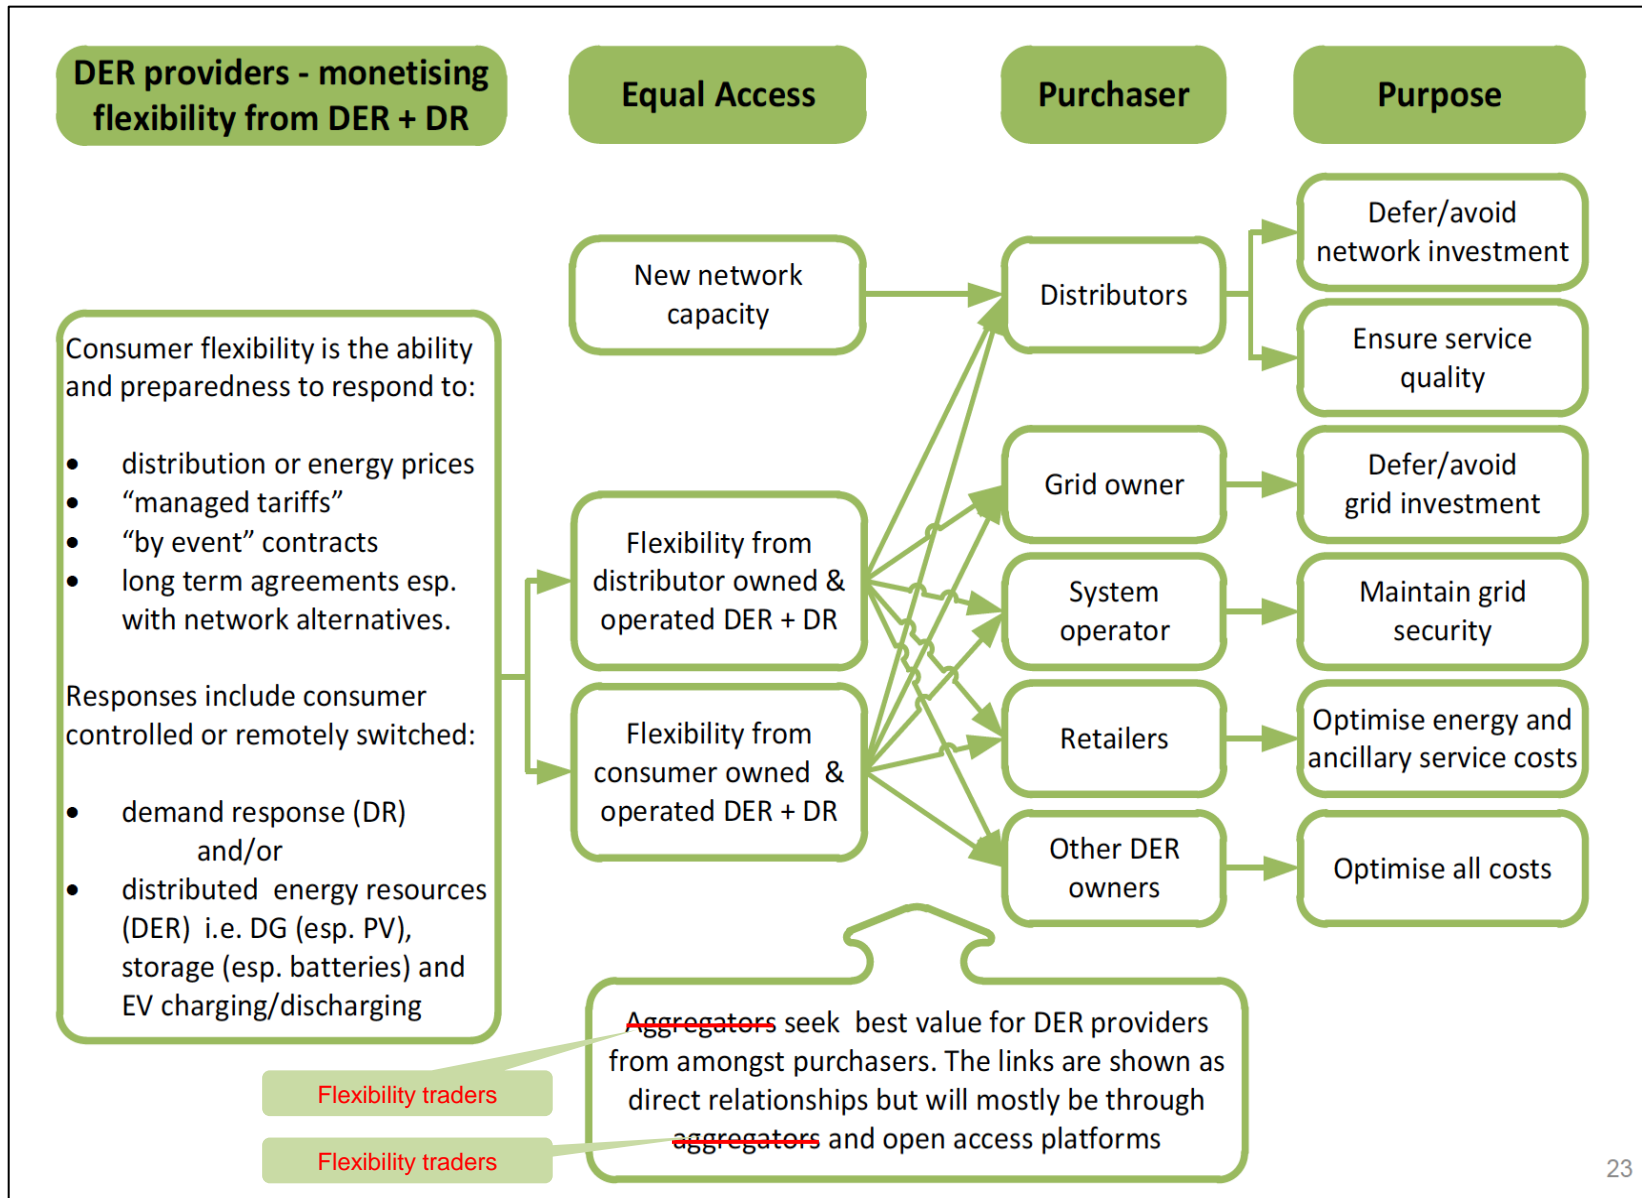 DER providers - monetising
flexibility from DER + DR
Equal Access
Purchaser
Purpose
Consumer flexibility is the ability
and preparedness to respond to:
• distribution or energy prices
• “managed tariffs”
• “by event” contracts
• long term agreements esp.
with network alternatives.
Responses include consumer
controlled or remotely switched:
• demand response (DR)
and/or
• distributed energy resources
(DER) i.e. DG (esp. PV),
storage (esp. batteries) and
EV charging/discharging
New network
capacity
Flexibility from
distributor owned &
operated DER + DR
Flexibility from
consumer owned &
operated DER + DR
Distributors
Grid owner
System
operator
Retailers
Other DER
owners
Defer/avoid
network investment
Ensure service
quality
Defer/avoid
grid investment
Maintain grid
security
Optimise energy and
ancillary service costs
Optimise all costs
Aggregators seek best value for DER providers
from amongst purchasers. The links are shown as
direct relationships but will mostly be through
aggregators and open access platforms
Flexibility traders
Flexibility traders
23